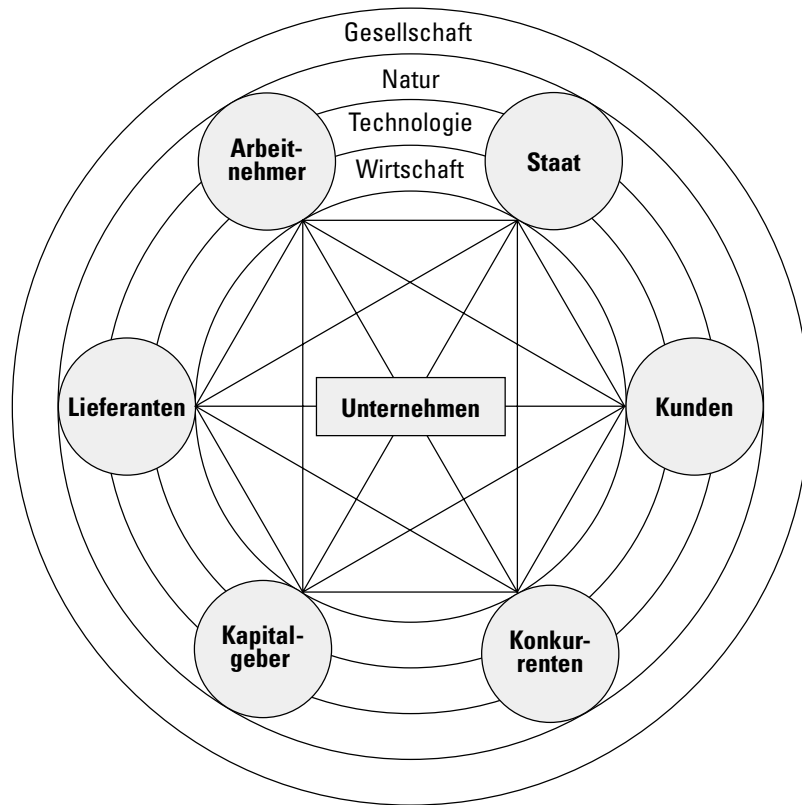 Gesellschaft
Natur
Technologie
Wirtschaft
Arbeit-
nehmer
Staat
Lieferanten
Unternehmen
Kunden
Kapital-
geber
Konkur-
renten